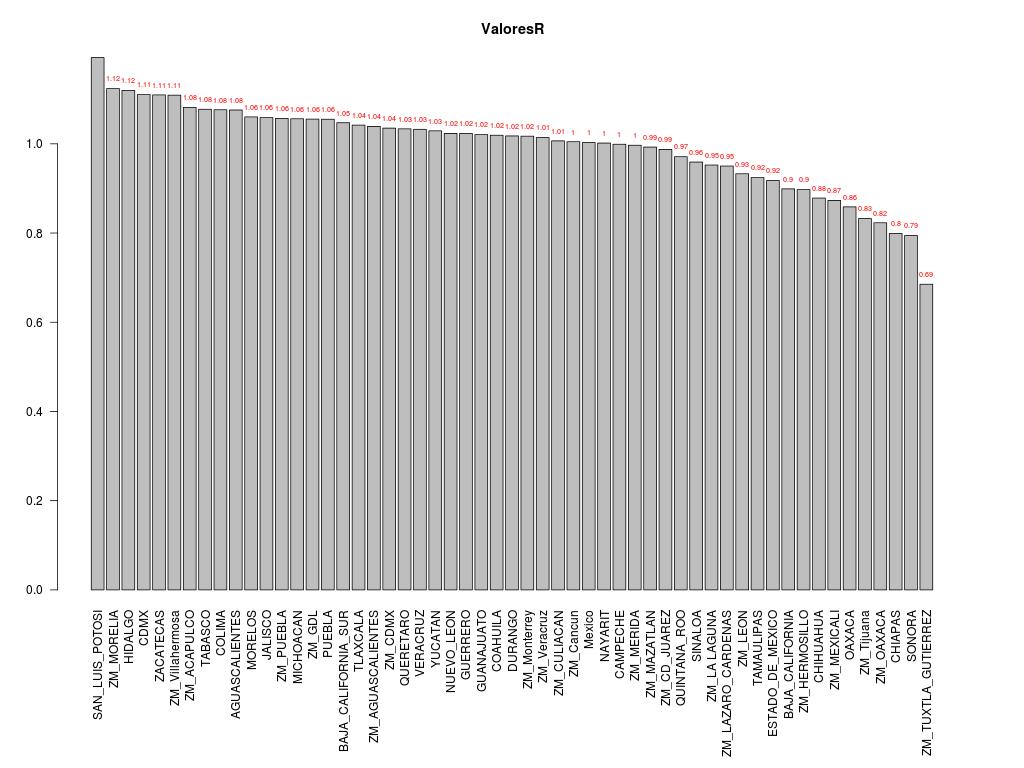 ValoresR
1.12 1.12 1.11 1.11 1.11 1.08 1.08 1.08 1.08 1.06 1.06 1.06 1.06 1.06 1.06 1.05 1.04 1.04 1.04 1.03 1.03 1.03 1.02 1.02 1.02 1.02 1.02 1.02 1.01 1.01 1 1 1 1 1 0.99 0.99 0.97 0.96 0.95 0.95 0.93 0.92 0.92 0.9 0.9 0.88 0.87 0.86 0.83 0.82 0.8 0.79 0.69
1.0
0.8
0.6
0.4
0.2
0.0
SAN_LUIS_POTOSI
ZM_MORELIA
HIDALGO
CDMX
ZACATECAS
ZM_Villahermosa
ZM_ACAPULCO
TABASCO
COLIMA
AGUASCALIENTES
MORELOS
JALISCO
ZM_PUEBLA
MICHOACAN
ZM_GDL
PUEBLA
BAJA_CALIFORNIA_SUR
TLAXCALA
ZM_AGUASCALIENTES
ZM_CDMX
QUERETARO
VERACRUZ
YUCATAN
NUEVO_LEON
GUERRERO
GUANAJUATO
COAHUILA
DURANGO
ZM_Monterrey
ZM_Veracruz
ZM_CULIACAN
ZM_Cancun
Mexico
NAYARIT
CAMPECHE
ZM_MERIDA
ZM_MAZATLAN
ZM_CD_JUAREZ
QUINTANA_ROO
SINALOA
ZM_LA LAGUNA
ZM_LAZARO_CARDENAS
ZM_LEON
TAMAULIPAS
ESTADO_DE_MEXICO
BAJA_CALIFORNIA
ZM_HERMOSILLO
CHIHUAHUA
ZM_MEXICALI
OAXACA
ZM_Tijuana
ZM_OAXACA
CHIAPAS
SONORA
ZM_TUXTLA_GUTIERREZ